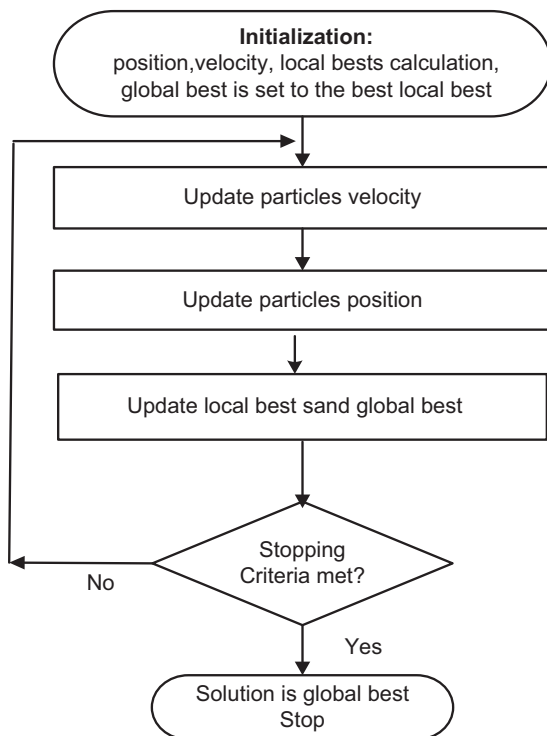 Initialization:
position,velocity, local bests calculation,
global best is set to the best local best
Update particles velocity
Update particles position
Update local best sand global best
Stopping
Criteria met?
No
Yes
Solution is global best
Stop